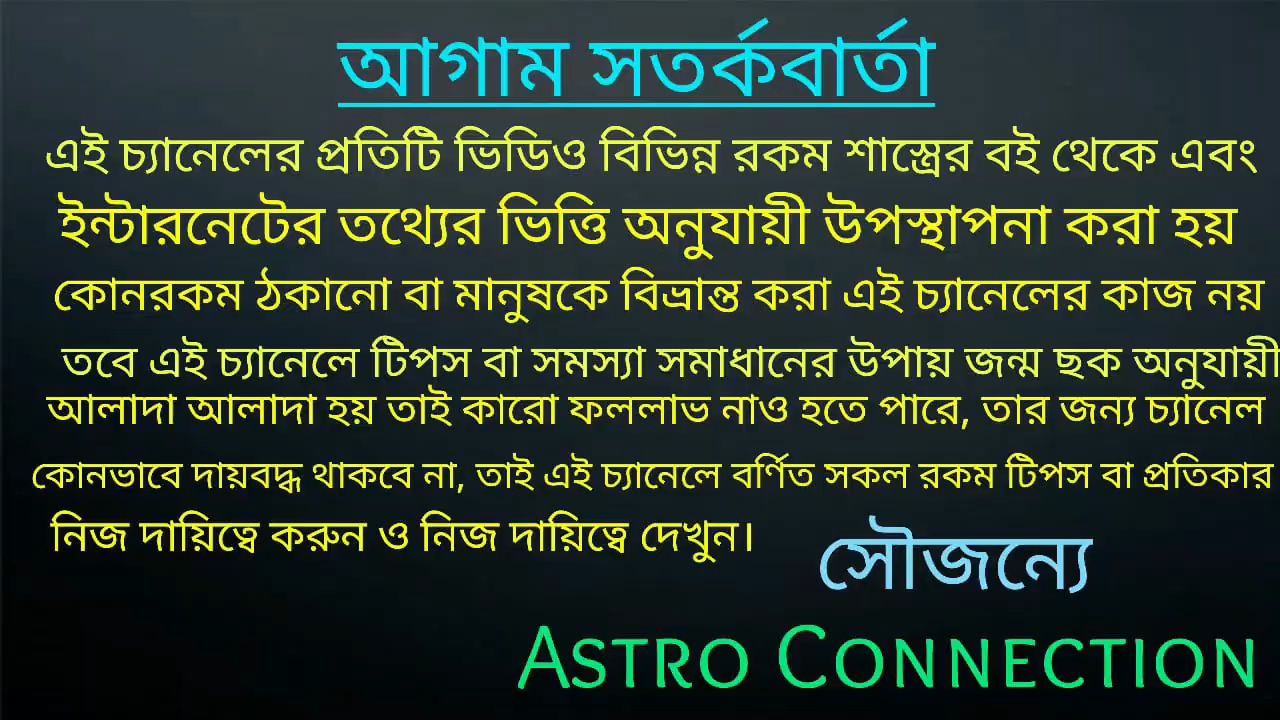 আগাম সতর্কবার্তা
এই চ্যানেলের প্রতিটি ভিডিও বিভিন্ন রকম শাস্ত্রের বই থেকে এবং
ইন্টারনেটের তথ্যের ভিত্তি অনুযায়ী উপস্থাপনা করা হয়
কোনরকম ঠকানো বা মানুষকে বিভ্রান্ত করা এই চ্যানেলের কাজ নয়
তবে এই চ্যানেলে টিপস বা সমস্যা সমাধানের উপায় জন্ম ছক অনুযায়ী
আলাদা আলাদা হয় তাই কারো ফললাভ নাও হতে পারে, তার জন্য চ্যানেল
কোনভাবে দায়বদ্ধ থাকবে না, তাই এই চ্যানেলে বর্ণিত সকল রকম টিপস বা প্রতিকার
নিজ দায়িত্বে করুন ও নিজ দায়িত্বে দেখুন।
সৌজন্যে
ASTRO CONNECTION